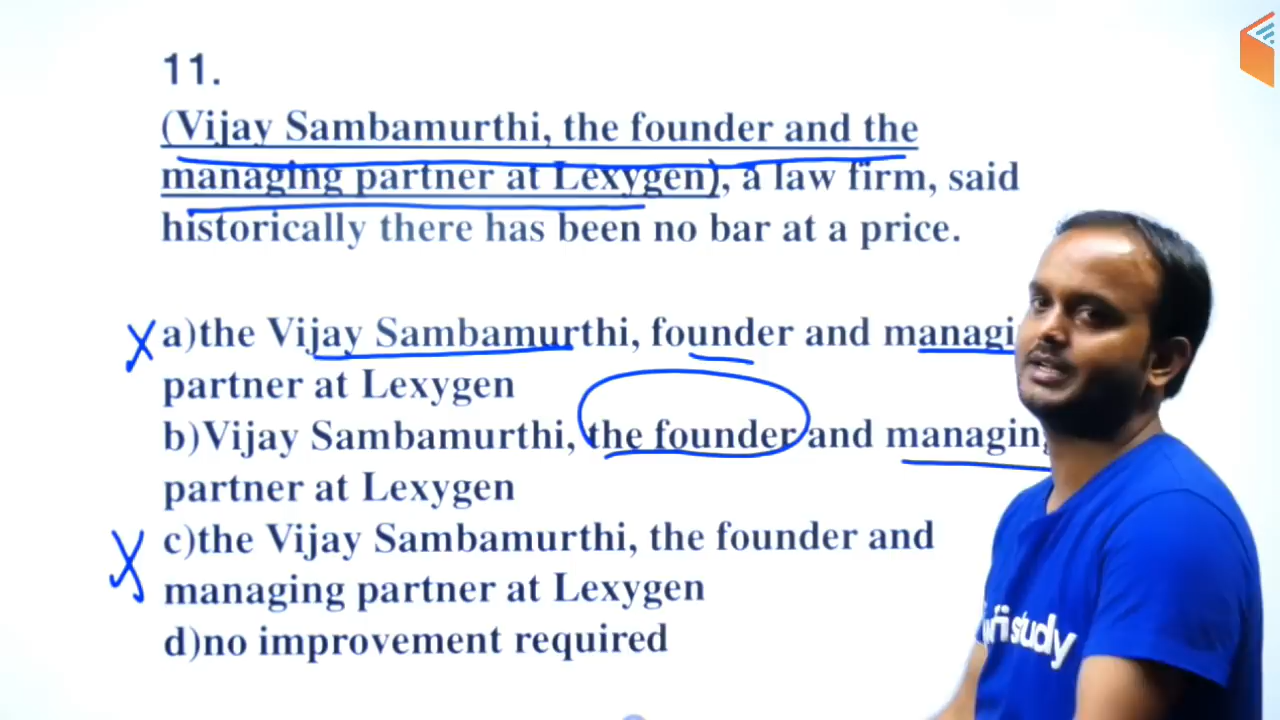 11.
(Vijay Sambamurthi, the founder and the
managing partner at Lexygen), a law firm, said
historically there has been no bar at a price.
a)the Vijay Sambamurthi, founder and
partner at Lexygen
b)Vijay Sambamurthi, the founder and managing
partner at Lexygen
c)the Vijay Sambamurthi, the founder and
managing partner at Lexygen
d)no improvement required
study